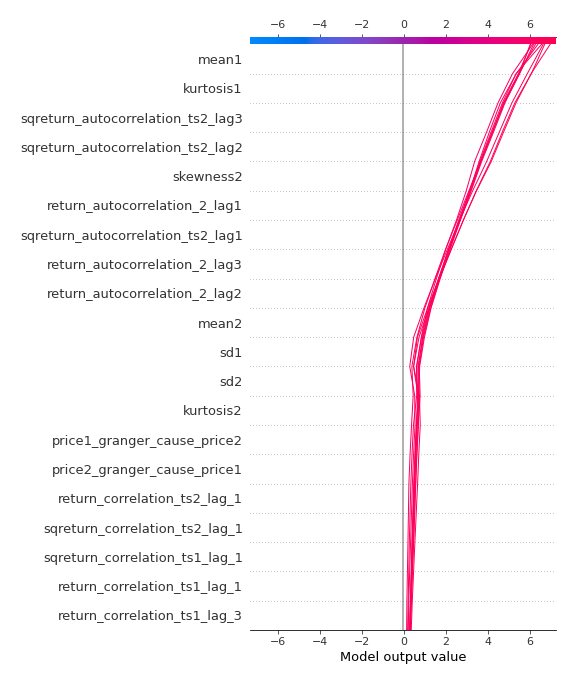 −6 −4 −2 0 2 4 6
mean1
kurtosis1
sqreturn_autocorrelation_ts2_lag3
sqreturn_autocorrelation_ts2_lag2
skewness2
return_autocorrelation_2_lag1
sqreturn_autocorrelation_ts2_lag1
return_autocorrelation_2_lag3
return_autocorrelation_2_lag2
mean2
sd1
sd2
kurtosis2
price1_granger_cause_price2
price2_granger_cause_price1
return_correlation_ts2_lag_1
sqreturn_correlation_ts2_lag_1
sqreturn_correlation_ts1_lag_1
return_correlation_ts1_lag_1
return_correlation_ts1_lag_3
−6 −4 −2 0 2 4 6
Model output value